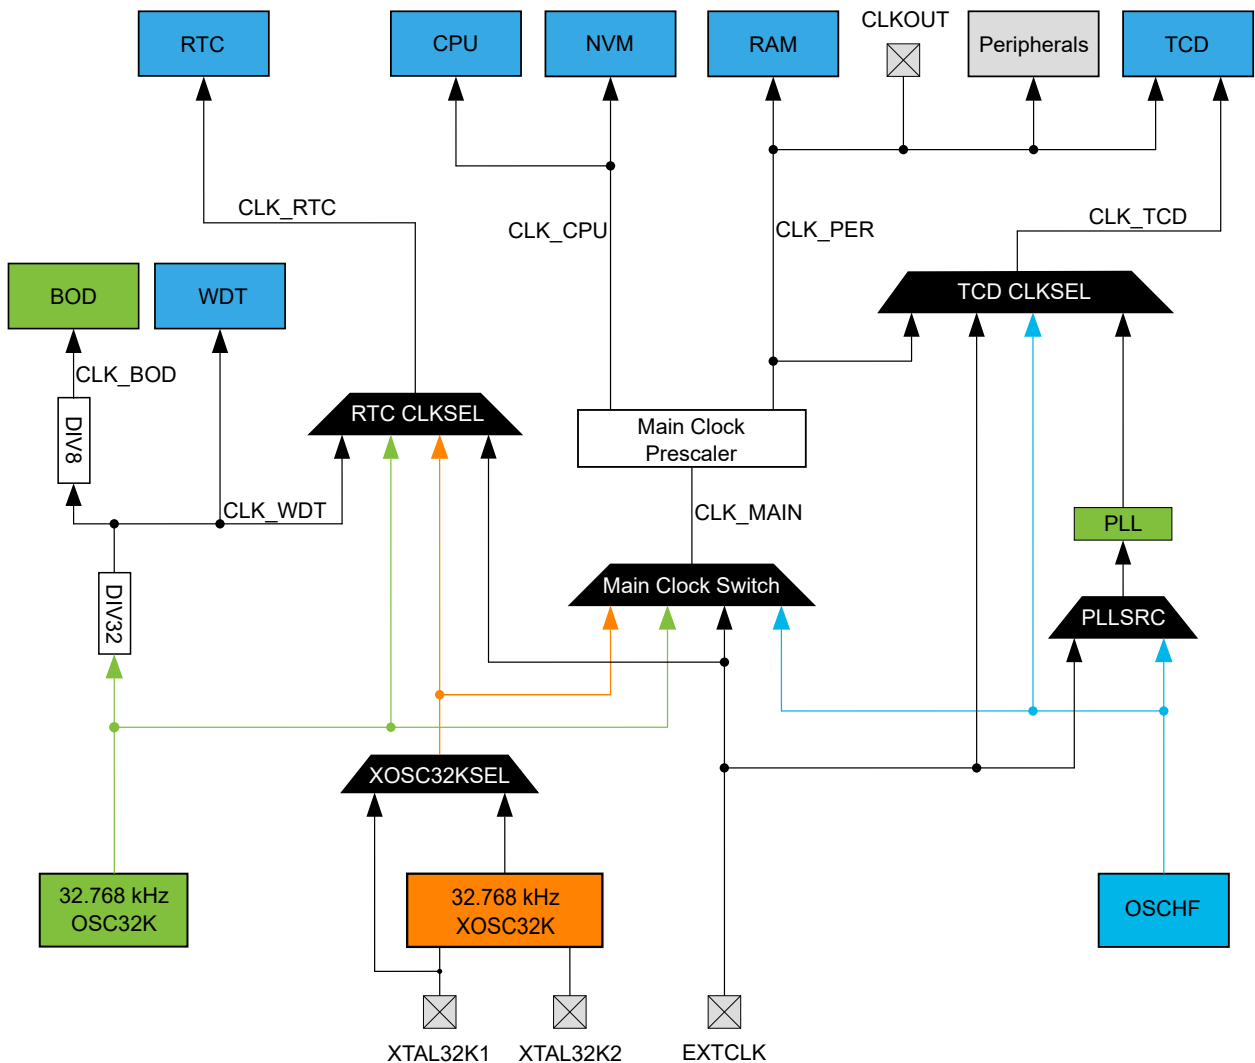 CLKOUT
RTC
CPU
NVM
RAM
Peripherals
TCD
CLK_RTC
CLK_CPU
CLK_PER
CLK_TCD
BOD
WDT
TCD CLKSEL
CLK_BOD
RTC CLKSEL
DIV8
Main Clock
Prescaler
CLK_WDT
CLK_MAIN
PLL
DIV32
Main Clock Switch
PLLSRC
XOSC32KSEL
32.768 kHz
OSC32K
32.768 kHz
XOSC32K
OSCHF
XTAL32K1
XTAL32K2
EXTCLK